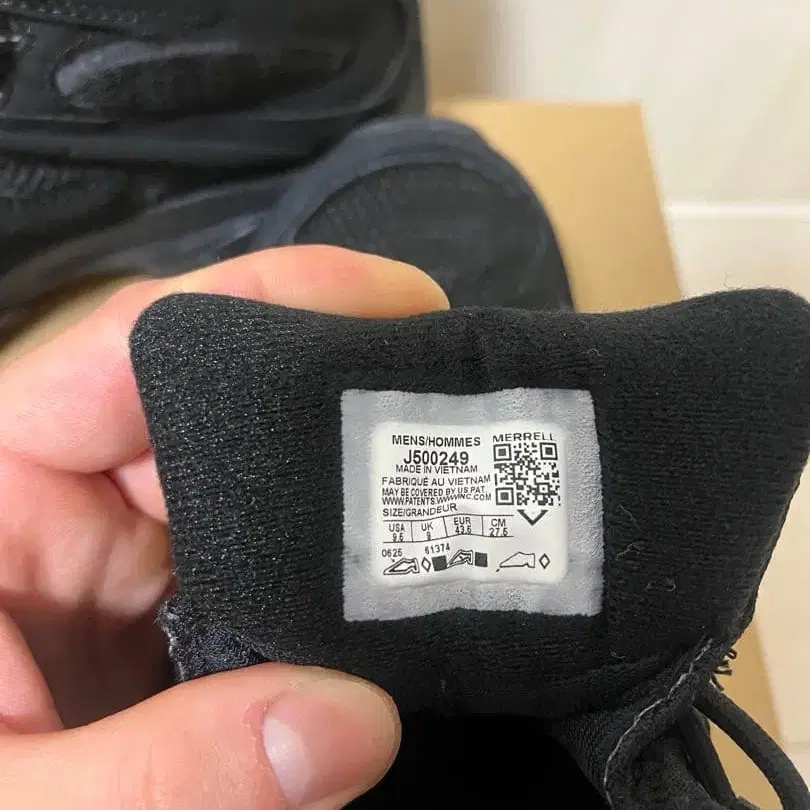 MENS/HOMMES MERRELL
J500249
MADE IN VIETNAM
FABRIQUÉ AU VIETNAM
MAY BE COVERED BY US PAT.
WWW.PATENTS.WWWINC.COM
SIZE/GRANDEUR
USA UK EUR CM
9.5 9 43.5 27.5
0625 61374